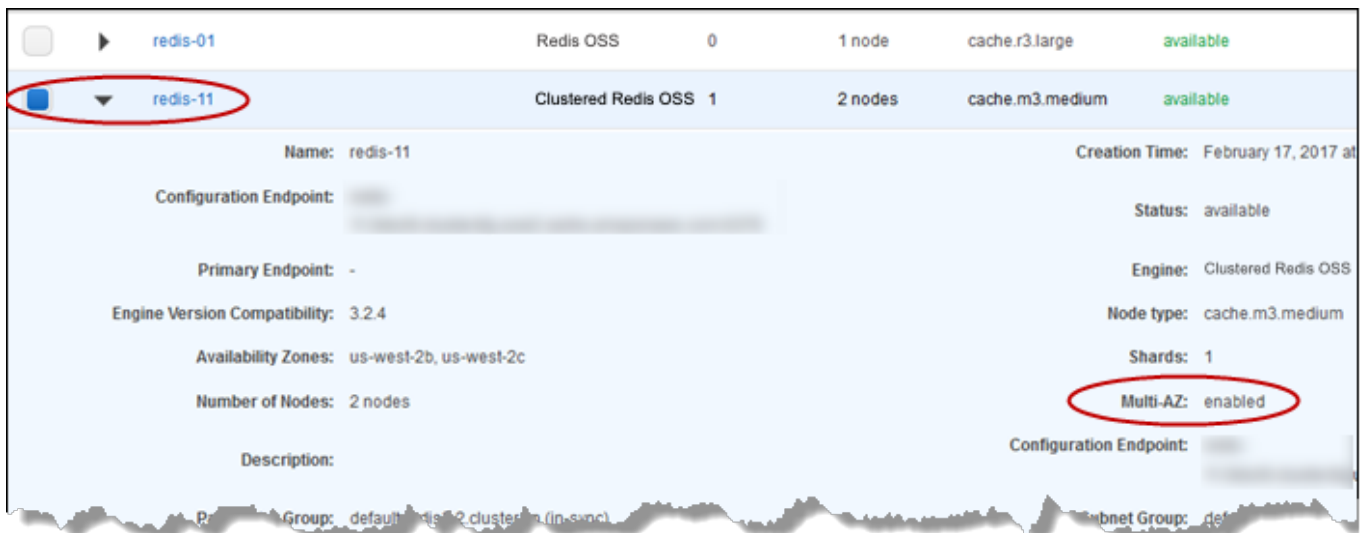 redis-01 Redis OSS 0 1 node cache.r3.large available
redis-11 Clustered Redis OSS 1 2 nodes cache.m3.medium available
Name: redis-11 Creation Time: February 17, 2017 at
Configuration Endpoint:
Status: available
Primary Endpoint: - Engine: Clustered Redis OSS
Engine Version Compatibility: 3.2.4 Node type: cache.m3.medium
Availability Zones: us-west-2b, us-west-2c Shards: 1
Number of Nodes: 2 nodes Multi-AZ: enabled
Configuration Endpoint:
Description:
Group: (in-sync) Group: